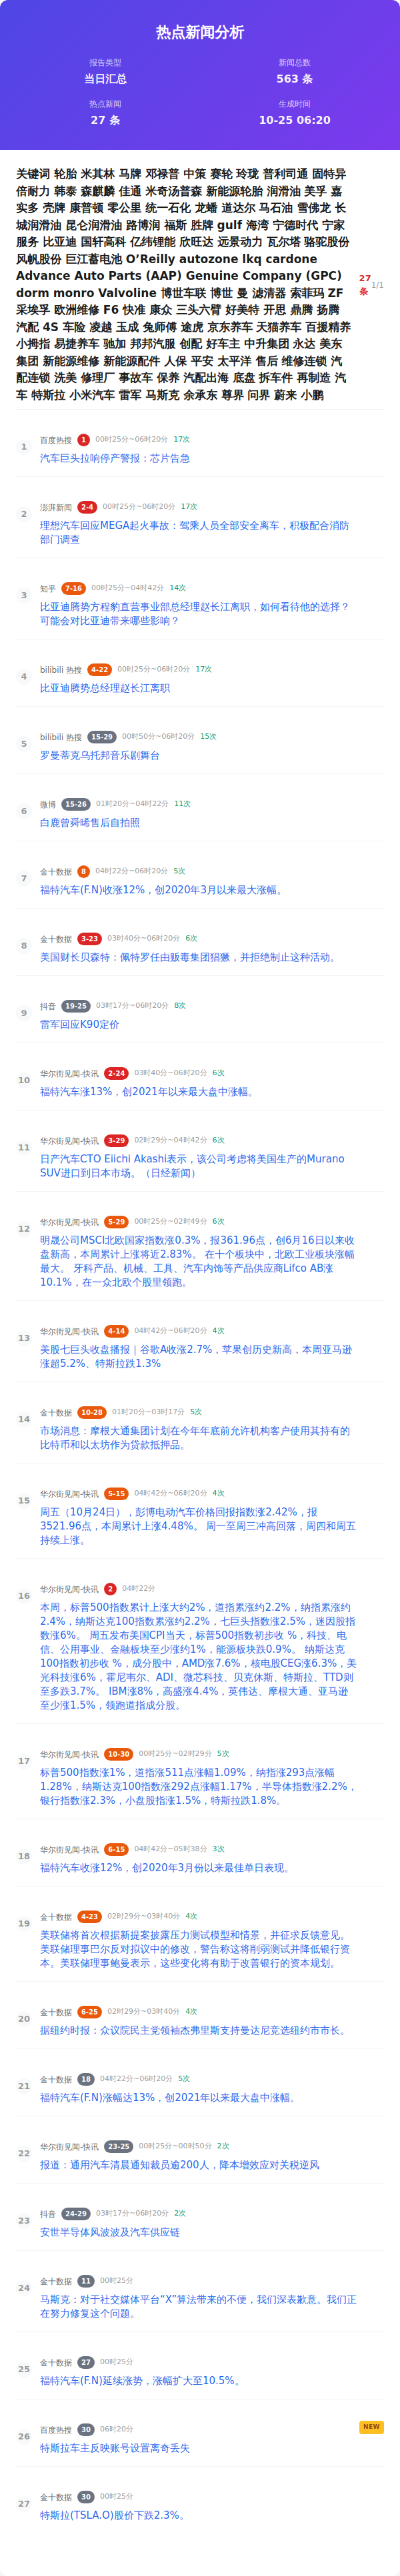 热点新闻分析
报告类型
当日汇总
新闻总数
563 条
热点新闻
27 条
生成时间
10-25 06:20
关键词 轮胎 米其林 马牌 邓禄普 中策 赛轮 玲珑 普利司通 固特异
倍耐力 韩泰 森麒麟 佳通 米奇汤普森 新能源轮胎 润滑油 美孚 嘉
实多 壳牌 康普顿 零公里 统一石化 龙蟠 道达尔 马石油 雪佛龙 长
城润滑油 昆仑润滑油 路博润 福斯 胜牌 gulf 海湾 宁德时代 宁家
服务 比亚迪 国轩高科 亿纬锂能 欣旺达 远景动力 瓦尔塔 骆驼股份
风帆股份 巨江蓄电池 O’Reilly autozone lkq cardone
Advance Auto Parts (AAP) Genuine Company (GPC)
dorm monro Valvoline 博世车联 博世 曼 滤清器 索菲玛 ZF
采埃孚 欧洲维修 F6 快准 康众 三头六臂 好美特 开思 鼎腾 扬腾
汽配 4S 车险 凌越 玉成 兔师傅 途虎 京东养车 天猫养车 百援精养
小拇指 易捷养车 驰加 邦邦汽服 创配 好车主 中升集团 永达 美东
集团 新能源维修 新能源配件 人保 平安 太平洋 售后 维修连锁 汽
配连锁 洗美 修理厂 事故车 保养 汽配出海 底盘 拆车件 再制造 汽
车 特斯拉 小米汽车 雷军 马斯克 余承东 尊界 问界 蔚来 小鹏
27
条
1/1
1
百度热搜 1 00时25分~06时20分 17次
汽车巨头拉响停产警报：芯片告急
2
澎湃新闻 2-4 00时25分~06时20分 17次
理想汽车回应MEGA起火事故：驾乘人员全部安全离车，积极配合消防
部门调查
3
知乎 7-16 00时25分~04时42分 14次
比亚迪腾势方程豹直营事业部总经理赵长江离职，如何看待他的选择？
可能会对比亚迪带来哪些影响？
4
bilibili 热搜 4-22 00时25分~06时20分 17次
比亚迪腾势总经理赵长江离职
5
bilibili 热搜 15-29 00时50分~06时20分 15次
罗曼蒂克乌托邦音乐剧舞台
6
微博 15-26 01时20分~04时22分 11次
白鹿曾舜晞售后自拍照
7
金十数据 8 04时22分~06时20分 5次
福特汽车(F.N)收涨12%，创2020年3月以来最大涨幅。
8
金十数据 3-23 03时40分~06时20分 6次
美国财长贝森特：佩特罗任由贩毒集团猖獗，并拒绝制止这种活动。
9
抖音 19-25 03时17分~06时20分 8次
雷军回应K90定价
10
华尔街见闻-快讯 2-24 03时40分~06时20分 6次
福特汽车涨13%，创2021年以来最大盘中涨幅。
11
华尔街见闻-快讯 3-29 02时29分~04时42分 6次
日产汽车CTO Eiichi Akashi表示，该公司考虑将美国生产的Murano
SUV进口到日本市场。（日经新闻）
12
华尔街见闻-快讯 5-29 00时25分~02时49分 6次
明晟公司MSCI北欧国家指数涨0.3%，报361.96点，创6月16日以来收
盘新高，本周累计上涨将近2.83%。 在十个板块中，北欧工业板块涨幅
最大。 牙科产品、机械、工具、汽车内饰等产品供应商Lifco AB涨
10.1%，在一众北欧个股里领跑。
13
华尔街见闻-快讯 4-14 04时42分~06时20分 4次
美股七巨头收盘播报｜谷歌A收涨2.7%，苹果创历史新高，本周亚马逊
涨超5.2%、特斯拉跌1.3%
14
金十数据 10-28 01时20分~03时17分 5次
市场消息：摩根大通集团计划在今年年底前允许机构客户使用其持有的
比特币和以太坊作为贷款抵押品。
15
华尔街见闻-快讯 5-15 04时42分~06时20分 4次
周五（10月24日），彭博电动汽车价格回报指数涨2.42%，报
3521.96点，本周累计上涨4.48%。 周一至周三冲高回落，周四和周五
持续上涨。
16
华尔街见闻-快讯 2 04时22分
本周，标普500指数累计上涨大约2%，道指累涨约2.2%，纳指累涨约
2.4%，纳斯达克100指数累涨约2.2%，七巨头指数涨2.5%，迷因股指
数涨6%。 周五发布美国CPI当天，标普500指数初步收 %，科技、电
信、公用事业、金融板块至少涨约1%，能源板块跌0.9%。 纳斯达克
100指数初步收 %，成分股中，AMD涨7.6%，核电股CEG涨6.3%，美
光科技涨6%，霍尼韦尔、ADI、微芯科技、贝克休斯、特斯拉、TTD则
至多跌3.7%。 IBM涨8%，高盛涨4.4%，英伟达、摩根大通、亚马逊
至少涨1.5%，领跑道指成分股。
17
华尔街见闻-快讯 10-30 00时25分~02时29分 5次
标普500指数涨1%，道指涨511点涨幅1.09%，纳指涨293点涨幅
1.28%，纳斯达克100指数涨292点涨幅1.17%，半导体指数涨2.2%，
银行指数涨2.3%，小盘股指涨1.5%，特斯拉跌1.8%。
18
华尔街见闻-快讯 6-15 04时42分~05时38分 3次
福特汽车收涨12%，创2020年3月份以来最佳单日表现。
19
金十数据 4-23 02时29分~03时40分 4次
美联储将首次根据新提案披露压力测试模型和情景，并征求反馈意见。
美联储理事巴尔反对拟议中的修改，警告称这将削弱测试并降低银行资
本。美联储理事鲍曼表示，这些变化将有助于改善银行的资本规划。
20
金十数据 6-25 02时29分~03时40分 4次
据纽约时报：众议院民主党领袖杰弗里斯支持曼达尼竞选纽约市市长。
21
金十数据 18 04时22分~06时20分 5次
福特汽车(F.N)涨幅达13%，创2021年以来最大盘中涨幅。
22
华尔街见闻-快讯 23-25 00时25分~00时50分 2次
报道：通用汽车清晨通知裁员逾200人，降本增效应对关税逆风
23
抖音 24-29 03时17分~06时20分 2次
安世半导体风波波及汽车供应链
24
金十数据 11 00时25分
马斯克：对于社交媒体平台“X”算法带来的不便，我们深表歉意。我们正
在努力修复这个问题。
25
金十数据 27 00时25分
福特汽车(F.N)延续涨势，涨幅扩大至10.5%。
26
百度热搜 30 06时20分
NEW
特斯拉车主反映账号设置离奇丢失
27
金十数据 30 00时25分
特斯拉(TSLA.O)股价下跌2.3%。